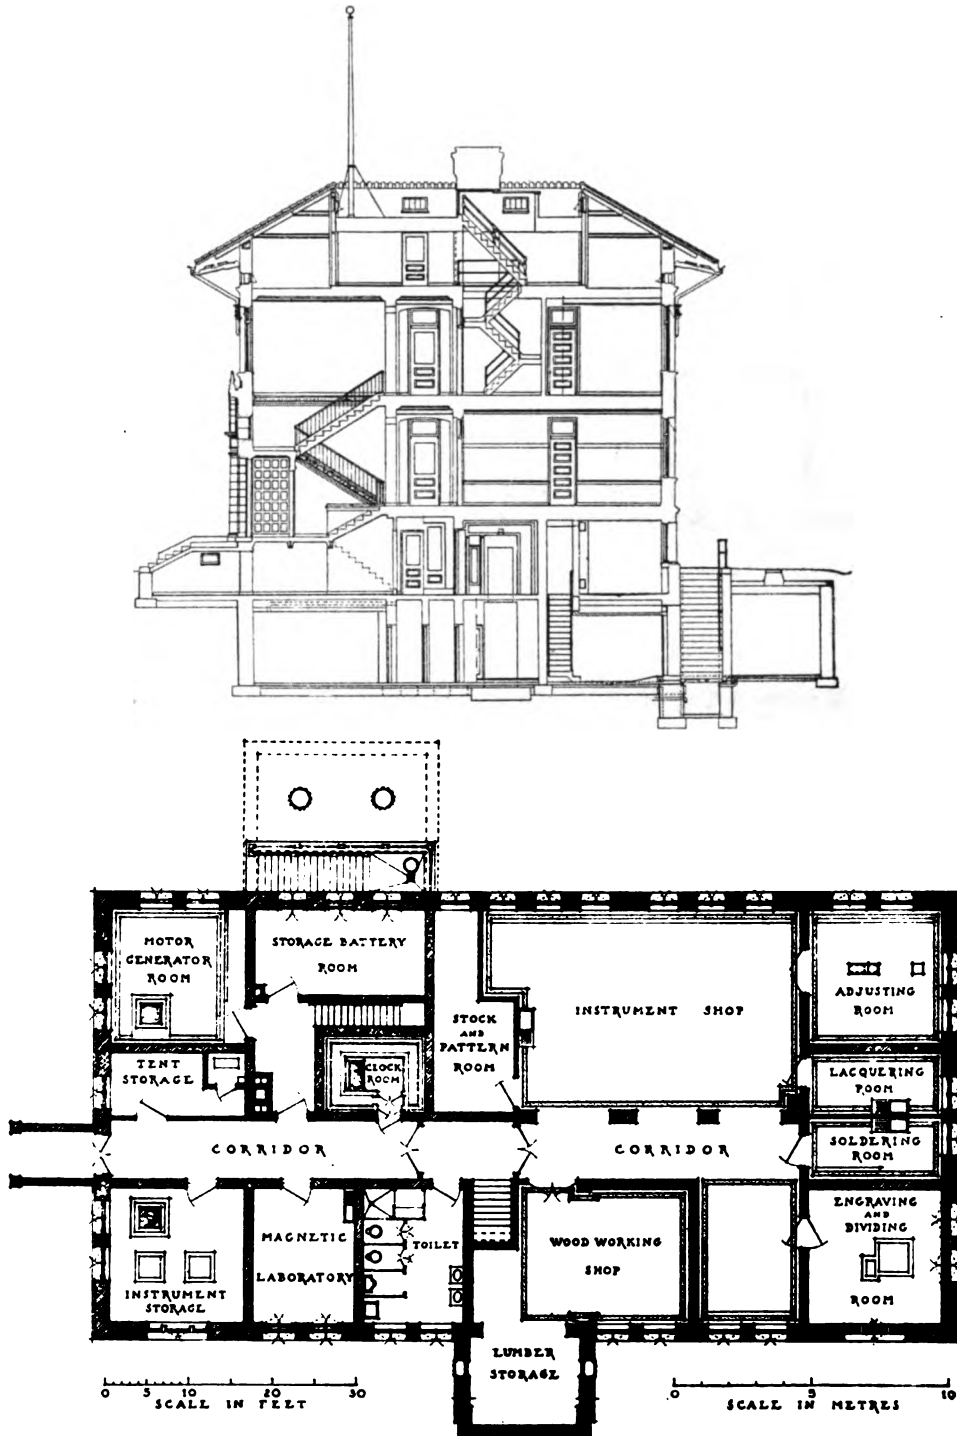 MOTOR
GENERATOR
ROOM
STORAGE BATTERY
ROOM
TENT
STORAGE
CLOCK
ROOM
STOCK
AND
PATTERN
ROOM
INSTRUMENT SHOP
ADJUSTING
ROOM
LACQUERING
ROOM
SOLDERING
ROOM
CORRIDOR
CORRIDOR
INSTRUMENT
STORAGE
MAGNETIC
LABORATORY
TOILET
WOOD WORKING
SHOP
ENGRAVING
AND
DIVIDING
ROOM
LUMBER
STORAGE
0 5 10 20 30
SCALE IN FEET
0 5 10
SCALE IN METRES